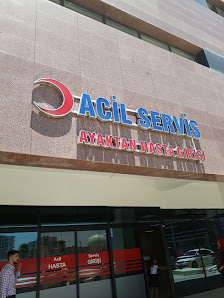 ACİL SERVİS
AYAKTAN HASTA GİRİŞİ
Acil
HASTA
Servis
GİRİŞİ